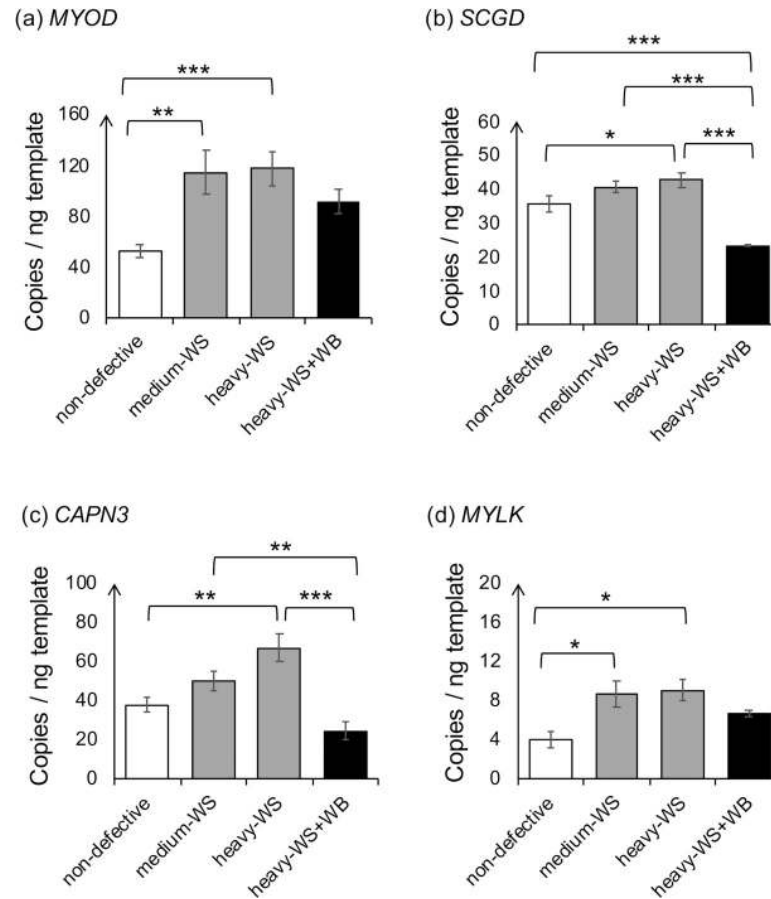 (a) MYOD
***
**
160
120
80
40
0
Copies / ng template
non-defective
medium-WS
heavy-WS
heavy-WS+WB
(b) SCGD
***
***
*
***
60
50
40
30
20
10
0
Copies / ng template
non-defective
medium-WS
heavy-WS
heavy-WS+WB
(c) CAPN3
**
**
***
100
80
60
40
20
0
Copies / ng template
non-defective
medium-WS
heavy-WS
heavy-WS+WB
(d) MYLK
*
*
20
16
12
8
4
0
Copies / ng template
non-defective
medium-WS
heavy-WS
heavy-WS+WB